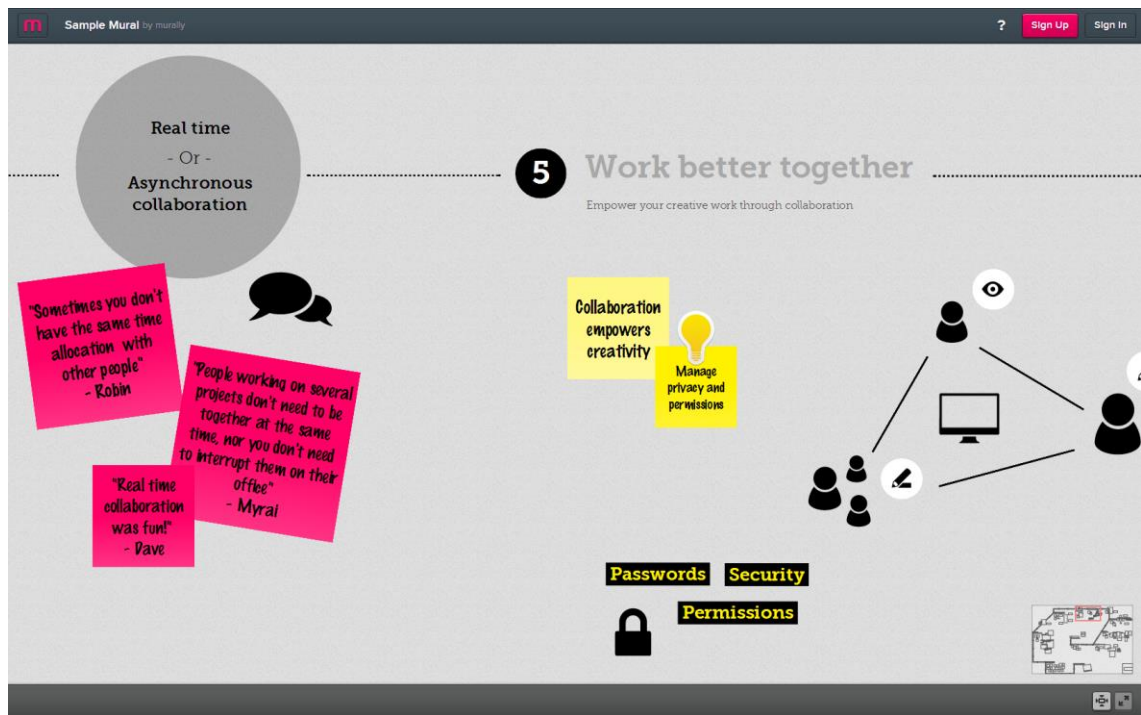 m Sample Mural by murally ? Sign Up Sign In
Real time
- Or -
Asynchronous
collaboration
5 Work better together
Empower your creative work through collaboration
"Sometimes you don't
have the same time
allocation with
other people"
- Robin
"People working on several
projects don't need to be
together at the same
time, nor you don't need
to interrupt them on their
office"
- Myrai
"Real time
collaboration
was fun!"
- Dave
Collaboration
empowers
creativity
Manage
privacy and
permissions
Passwords Security
Permissions